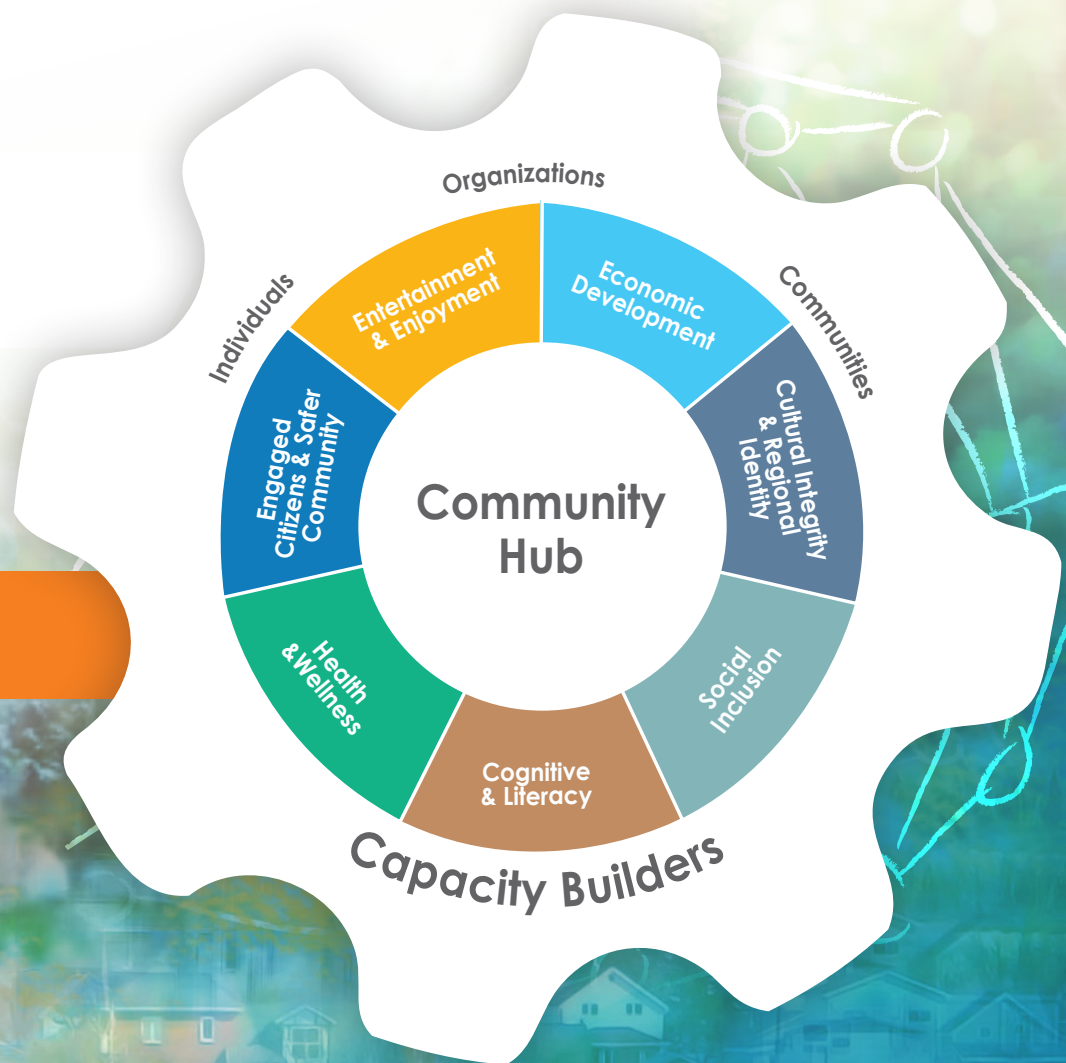 Organizations
Individuals
Communities
Entertainment
& Enjoyment
Economic
Development
Cultural Integrity
& Regional
Identity
Engaged
Citizens & Safer
Community
Community
Hub
Health
&Wellness
Social
Inclusion
Cognitive
& Literacy
Capacity Builders